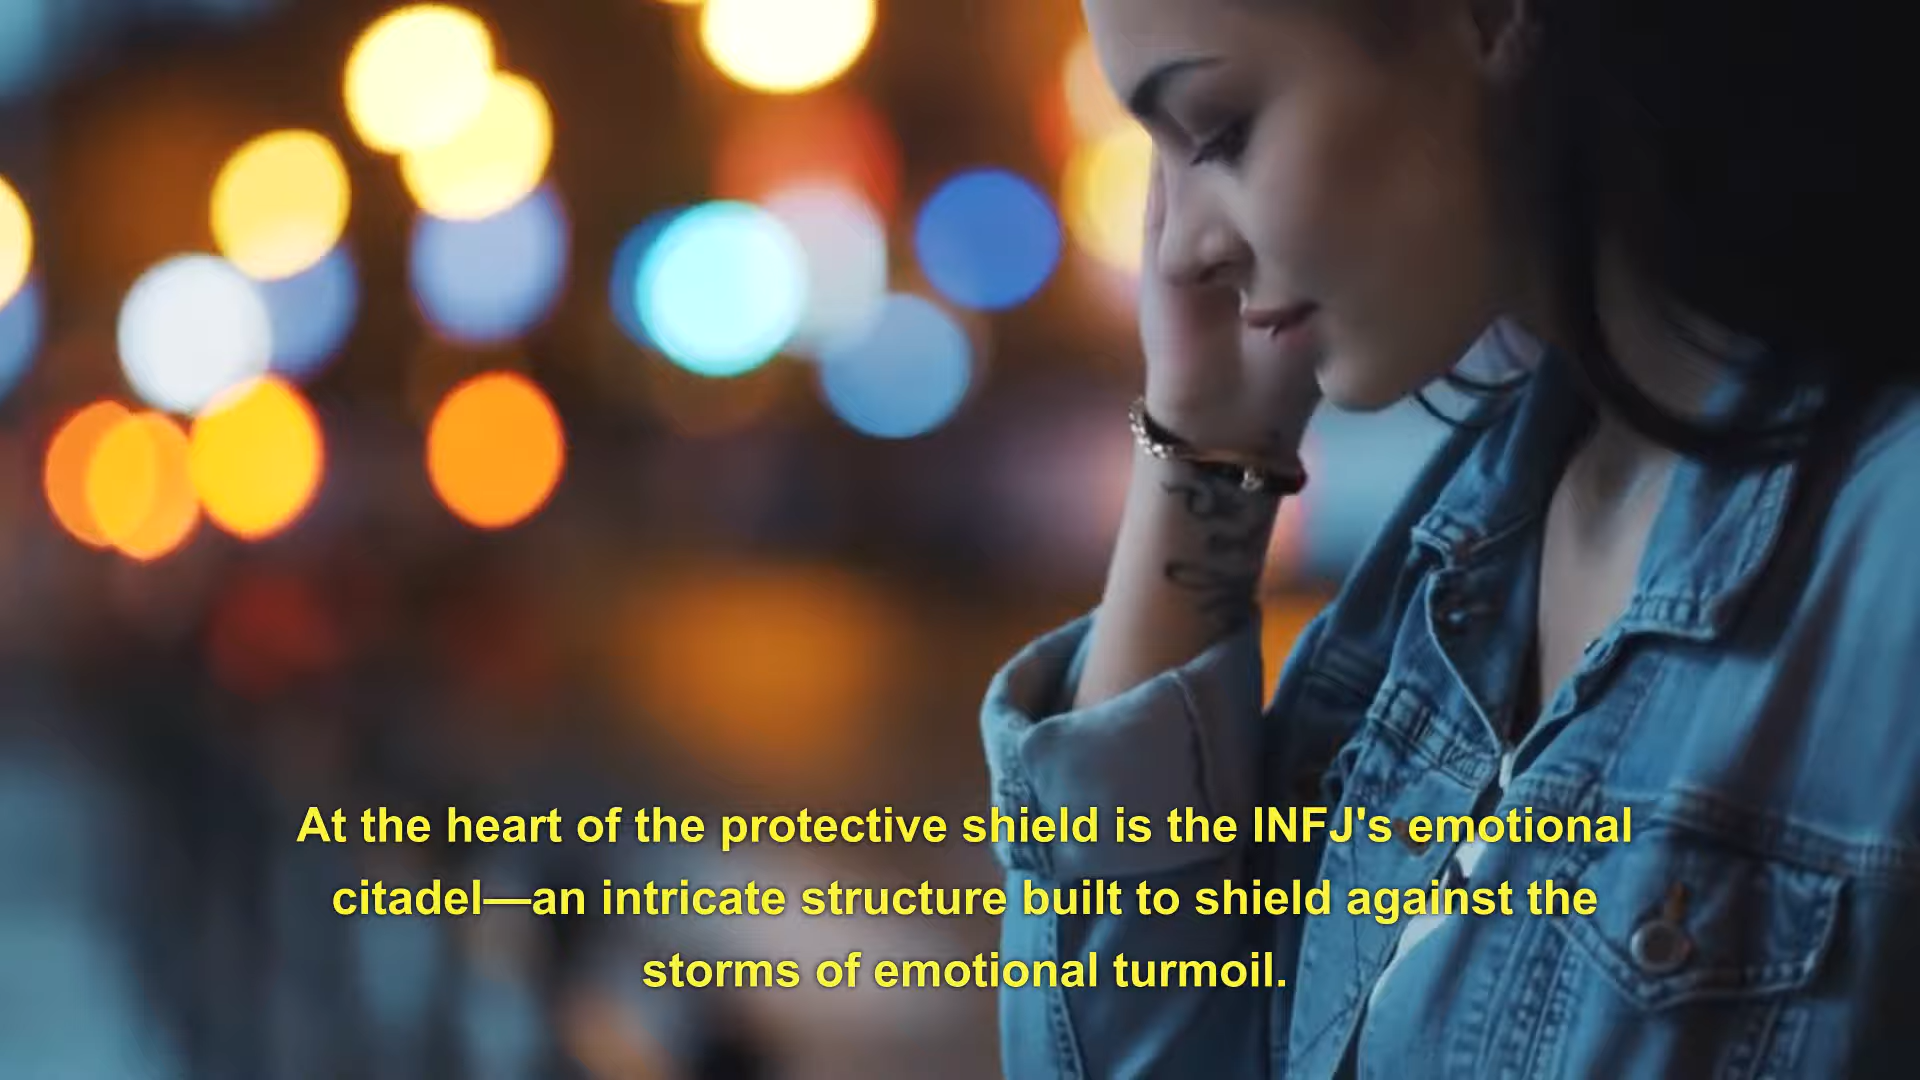 At the heart of the protective shield is the INFJ's emotional
citadel—an intricate structure built to shield against the
storms of emotional turmoil.